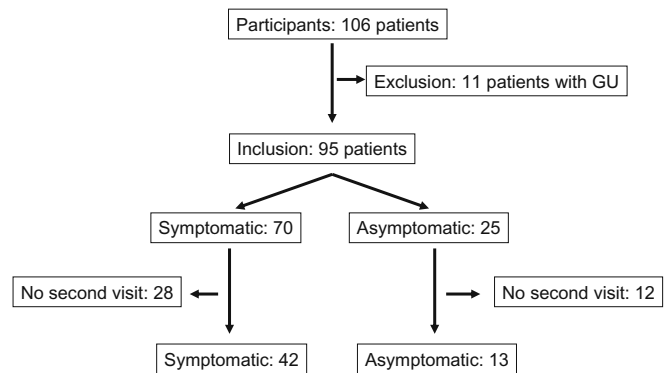 Participants: 106 patients
Exclusion: 11 patients with GU
Inclusion: 95 patients
Symptomatic: 70
Asymptomatic: 25
No second visit: 28
No second visit: 12
Symptomatic: 42
Asymptomatic: 13